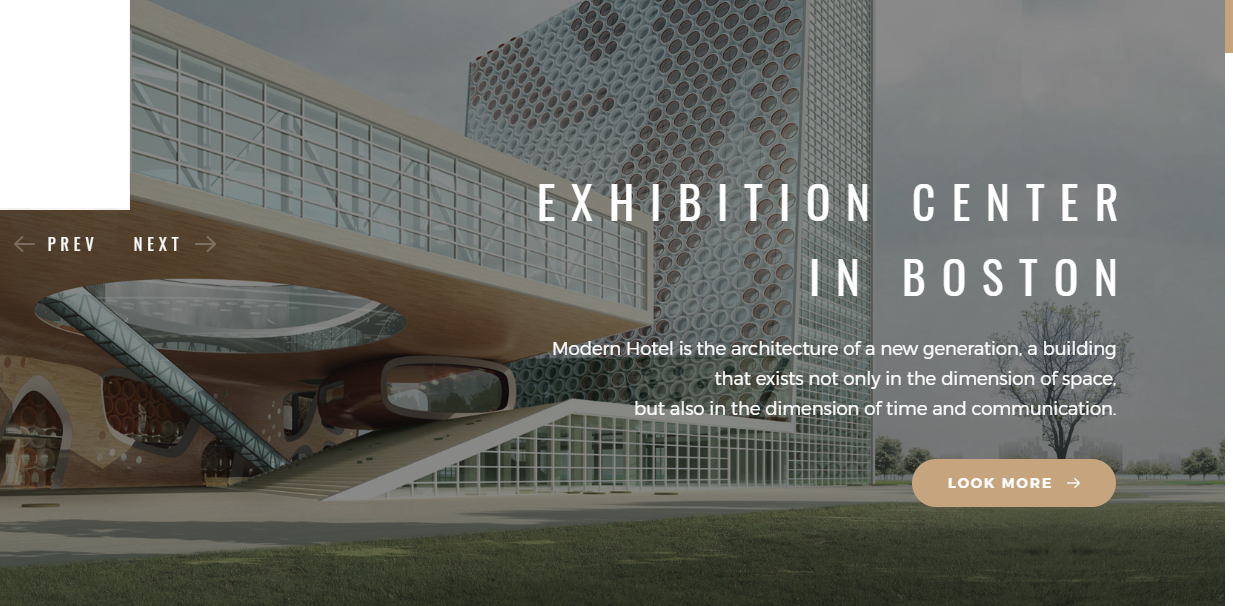 EXHIBITION CENTER
IN BOSTON
PREV NEXT
Modern Hotel is the architecture of a new generation, a building
that exists not only in the dimension of space,
but also in the dimension of time and communication.
LOOK MORE